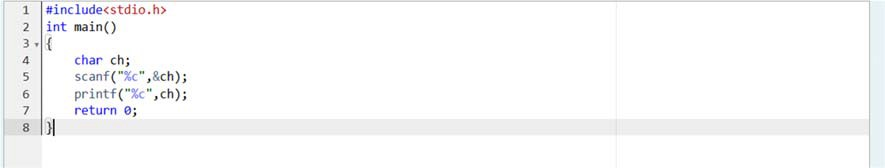 1 #include<stdio.h>
2 int main()
3 {
4 char ch;
5 scanf("%c",&ch);
6 printf("%c",ch);
7 return 0;
8 }